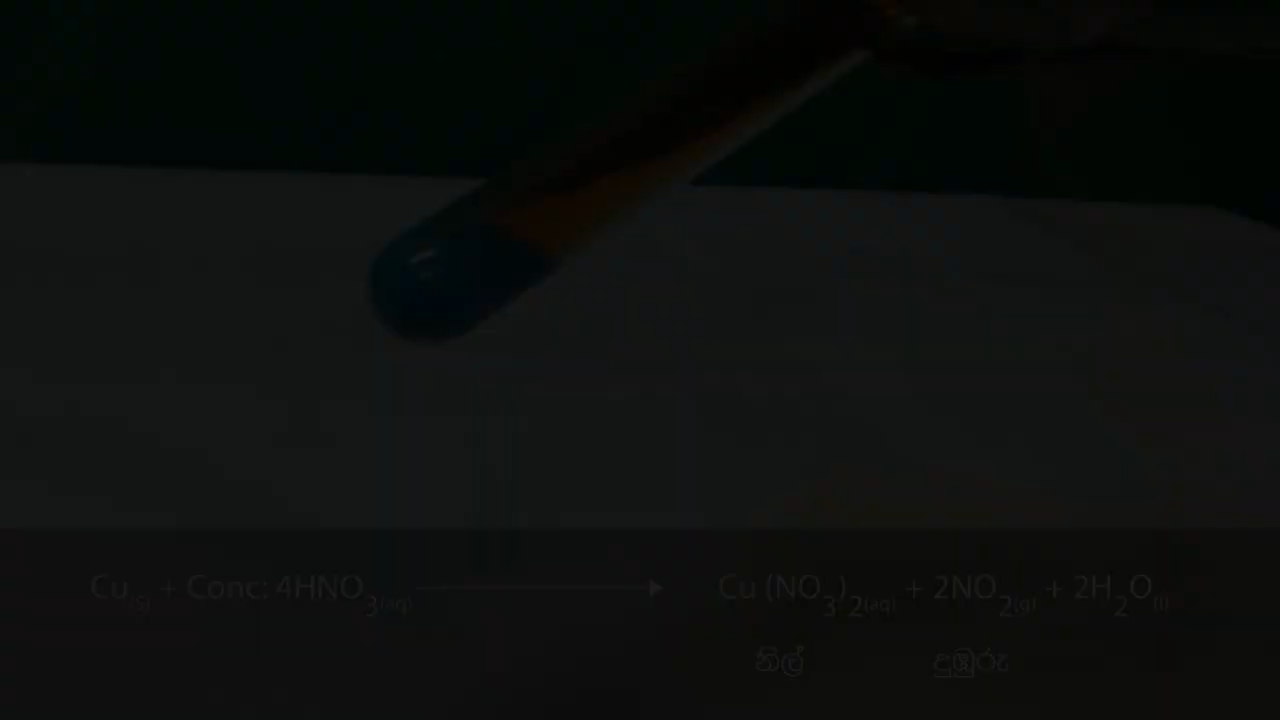 Cu(s) + Conc: 4HNO3(aq) → Cu (NO3)2(aq) + 2NO2(g) + 2H2O(l)
නිල් දුඹුරු